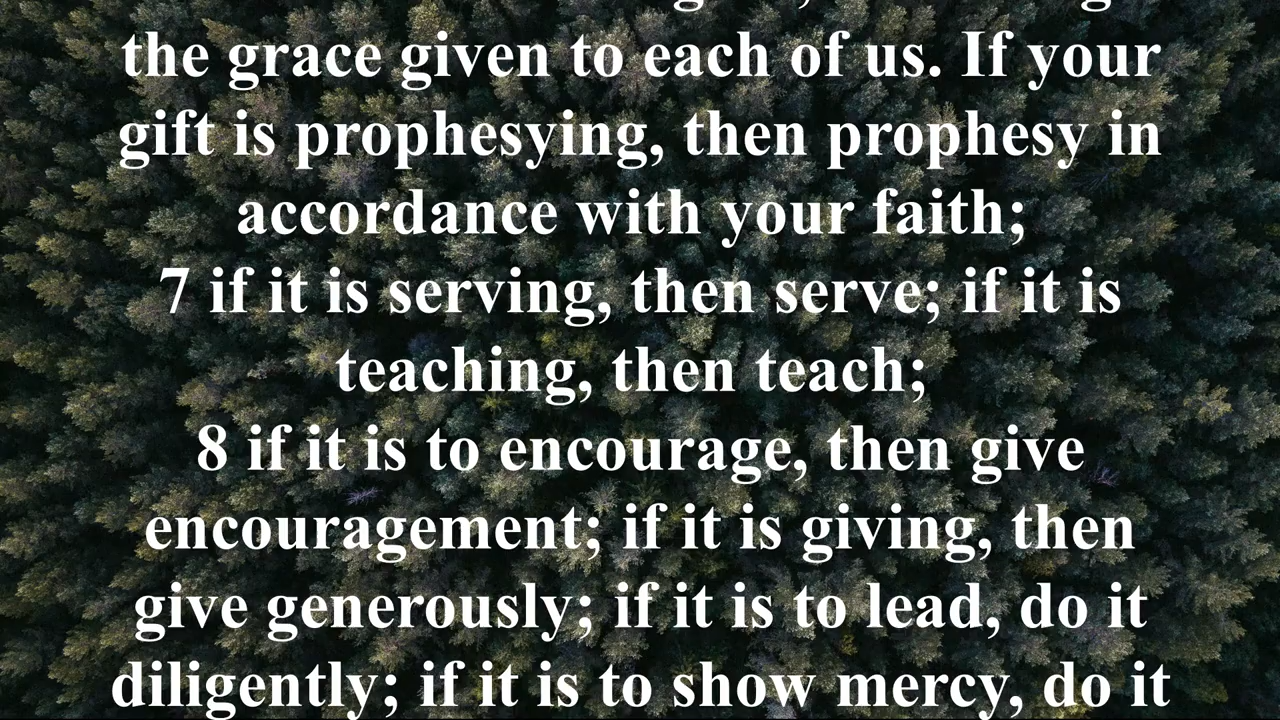 the grace given to each of us. If your
gift is prophesying, then prophesy in
accordance with your faith;
7 if it is serving, then serve; if it is
teaching, then teach;
8 if it is to encourage, then give
encouragement; if it is giving, then
give generously; if it is to lead, do it
diligently; if it is to show mercy, do it